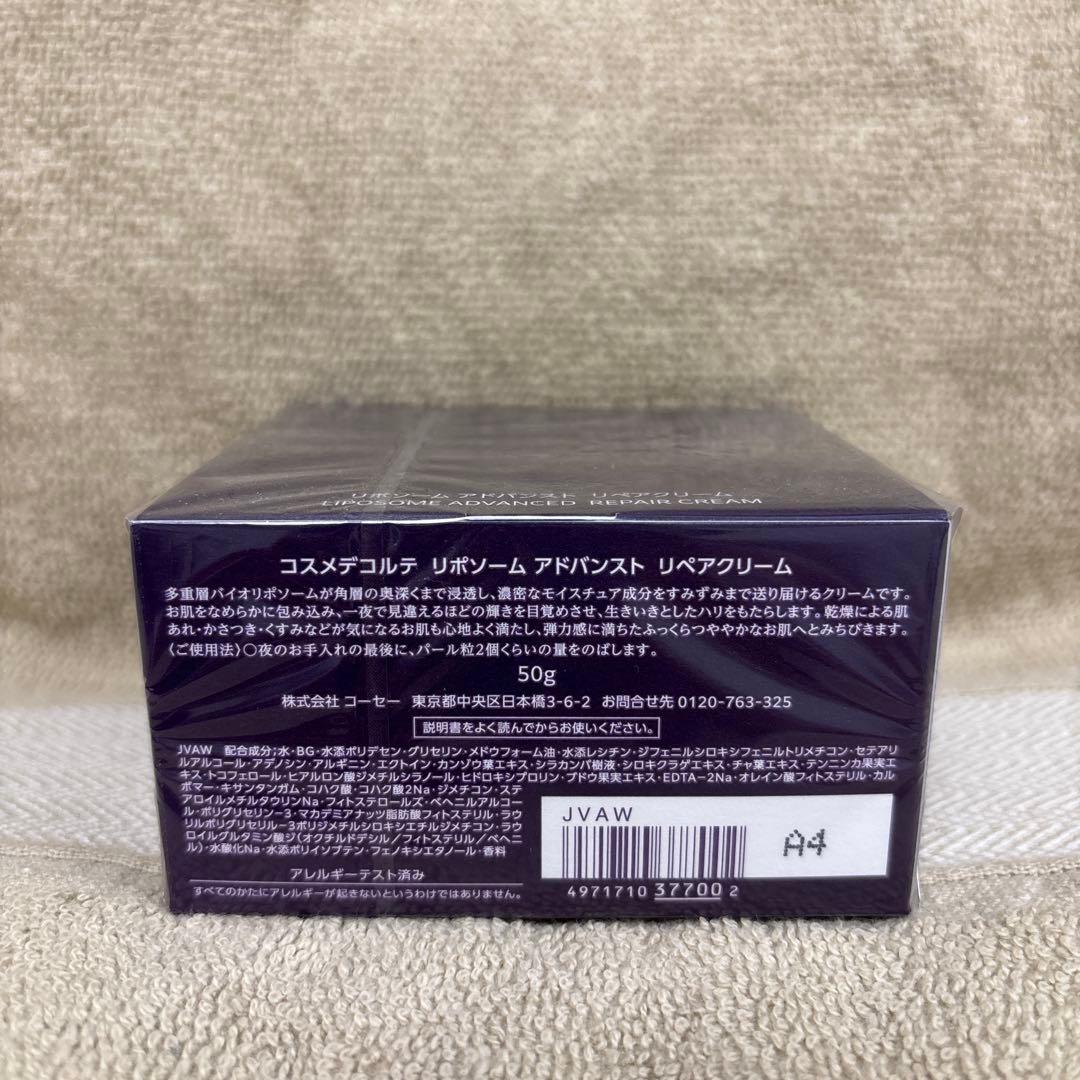 リポソーム アドバンスト リペアクリーム
LIPOSOME ADVANCED REPAIR CREAM
コスメデコルテ リポソーム アドバンスト リペアクリーム
多重層バイオリポソームが角層の奥深くまで浸透し、濃密なモイスチュア成分をすみずみまで送り届けるクリームです。
お肌をなめらかに包み込み、一夜で見違えるほどの輝きを目覚めさせ、生きいきとしたハリをもたらします。乾燥による肌
あれ・かさつき・くすみなどが気になるお肌も心地よく満たし、弾力感に満ちたふっくらつややかなお肌へとみちびきます。
〈ご使用法〉○夜のお手入れの最後に、パール粒2個くらいの量をのばします。
50g
株式会社 コーセー 東京都中央区日本橋3-6-2 お問合せ先 0120-763-325
説明書をよく読んでからお使いください。
JVAW 配合成分;水・BG・水添ポリデセン・グリセリン・メドウフォーム油・水添レシチン・ジフェニルシロキシフェニルトリメチコン・セテアリ
ルアルコール・アデノシン・アルギニン・エクトイン・カンゾウ葉エキス・シラカンバ樹液・シロキクラゲエキス・チャ葉エキス・テンニンカ果実エ
キス・トコフェロール・ヒアルロン酸ジメチルシラノール・ヒドロキシプロリン・ブドウ果実エキス・EDTA-2Na・オレイン酸フィトステリル・カル
ボマー・キサンタンガム・コハク酸・コハク酸2Na・ジメチコン・ステ
アロイルメチルタウリンNa・フィトステロールズ・ベヘニルアルコー
ル・ポリグリセリン-3・マカデミアナッツ脂肪酸フィトステリル・ラウ
リルポリグリセリル-3ポリジメチルシロキシエチルジメチコン・ラウ
ロイルグルタミン酸ジ(オクチルドデシル/フィトステリル/ベヘニ
ル)・水酸化Na・水添ポリイソブテン・フェノキシエタノール・香料
アレルギーテスト済み
すべてのかたにアレルギーが起きないというわけではありません。
JVAW
A4
4971710 37700 2